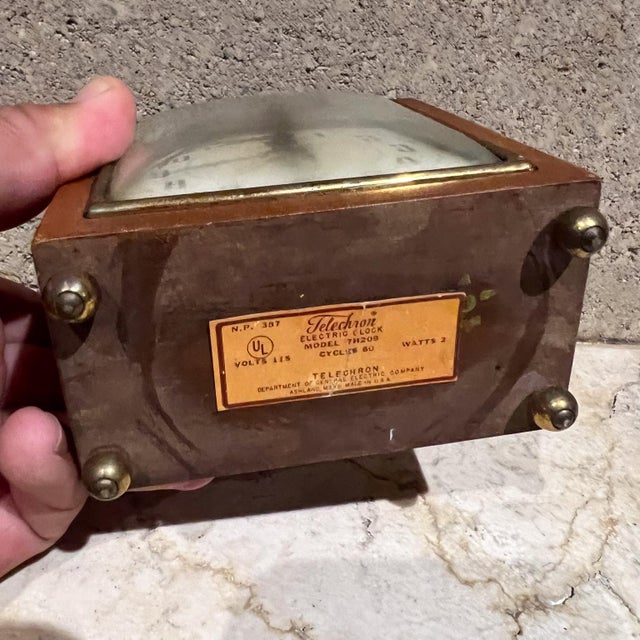 N.P. 397 Telechron
ELECTRIC CLOCK
UL MODEL 7H209 WATTS 2
VOLTS 115 CYCLES 60
TELECHRON
DEPARTMENT OF GENERAL ELECTRIC COMPANY
ASHLAND, MASS. MADE IN U.S.A.